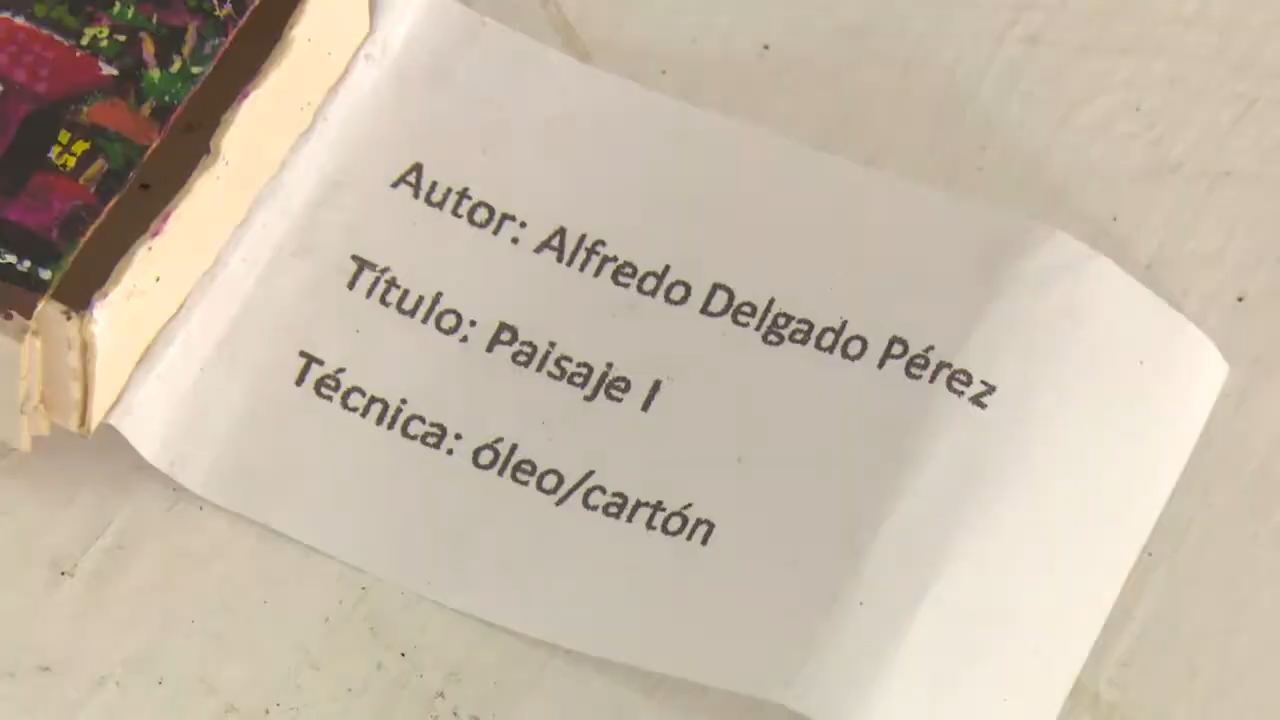 Autor: Alfredo Delgado Pérez
Título: Paisaje I
Técnica: óleo/cartón